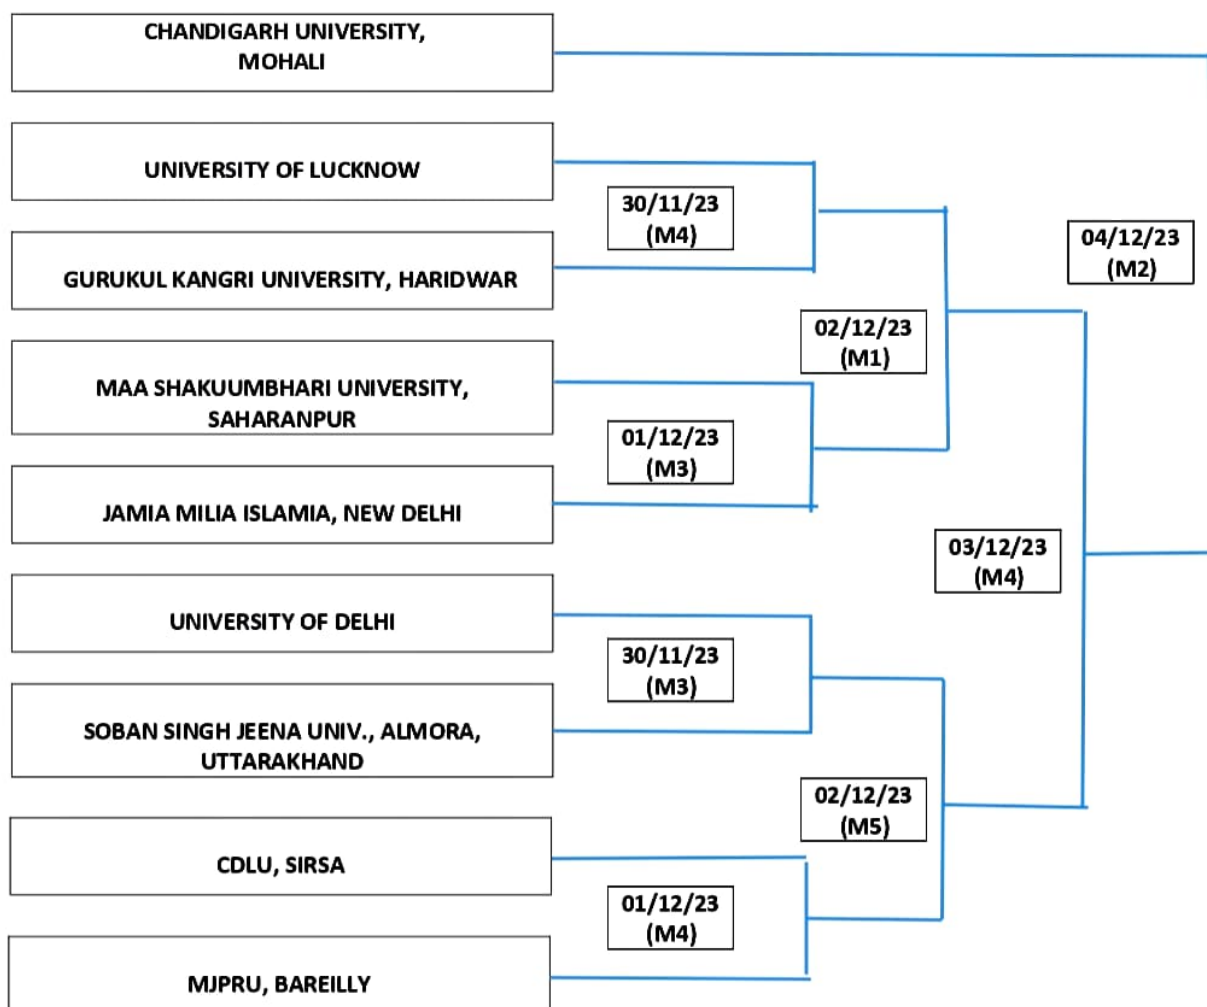 CHANDIGARH UNIVERSITY,
MOHALI
UNIVERSITY OF LUCKNOW
30/11/23
(M4)
GURUKUL KANGRI UNIVERSITY, HARIDWAR
04/12/23
(M2)
02/12/23
(M1)
MAA SHAKUUMBHARI UNIVERSITY,
SAHARANPUR
01/12/23
(M3)
JAMIA MILIA ISLAMIA, NEW DELHI
03/12/23
(M4)
UNIVERSITY OF DELHI
30/11/23
(M3)
SOBAN SINGH JEENA UNIV., ALMORA,
UTTARAKHAND
02/12/23
(M5)
CDLU, SIRSA
01/12/23
(M4)
MJPRU, BAREILLY